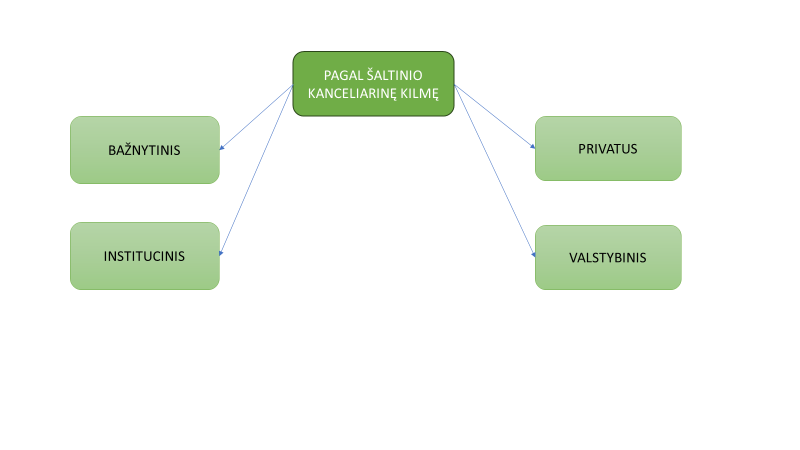 PAGAL ŠALTINIO
KANCELIARINĘ KILMĘ
BAŽNYTINIS
PRIVATUS
INSTITUCINIS
VALSTYBINIS